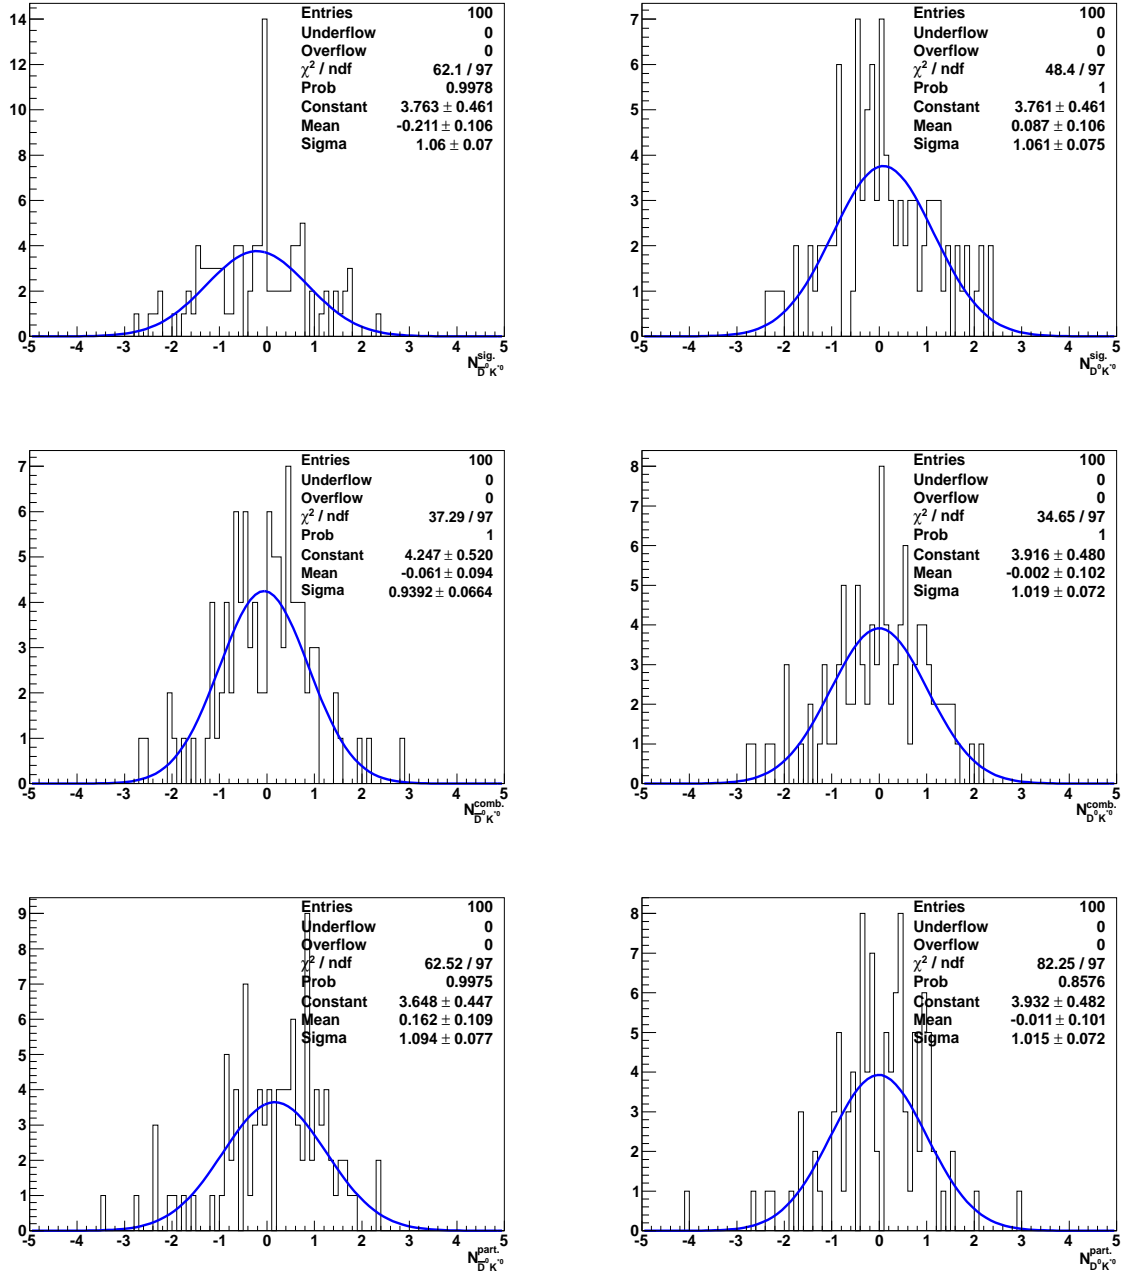 14
12
10
8
6
4
2
0
-5 -4 -3 -2 -1 0 1 2 3 4 5
Entries 100
Underflow 0
Overflow 0
χ² / ndf 62.1 / 97
Prob 0.9978
Constant 3.763 ± 0.461
Mean -0.211 ± 0.106
Sigma 1.06 ± 0.07
N^{sig.}_{D̅⁰K*⁰}
7
6
5
4
3
2
1
0
-5 -4 -3 -2 -1 0 1 2 3 4 5
Entries 100
Underflow 0
Overflow 0
χ² / ndf 48.4 / 97
Prob 1
Constant 3.761 ± 0.461
Mean 0.087 ± 0.106
Sigma 1.061 ± 0.075
N^{sig.}_{D⁰K*⁰}
7
6
5
4
3
2
1
0
-5 -4 -3 -2 -1 0 1 2 3 4 5
Entries 100
Underflow 0
Overflow 0
χ² / ndf 37.29 / 97
Prob 1
Constant 4.247 ± 0.520
Mean -0.061 ± 0.094
Sigma 0.9392 ± 0.0664
N^{comb.}_{D̅⁰K*⁰}
8
7
6
5
4
3
2
1
0
-5 -4 -3 -2 -1 0 1 2 3 4 5
Entries 100
Underflow 0
Overflow 0
χ² / ndf 34.65 / 97
Prob 1
Constant 3.916 ± 0.480
Mean -0.002 ± 0.102
Sigma 1.019 ± 0.072
N^{comb.}_{D⁰K*⁰}
9
8
7
6
5
4
3
2
1
0
-5 -4 -3 -2 -1 0 1 2 3 4 5
Entries 100
Underflow 0
Overflow 0
χ² / ndf 62.52 / 97
Prob 0.9975
Constant 3.648 ± 0.447
Mean 0.162 ± 0.109
Sigma 1.094 ± 0.077
N^{part.}_{D̅⁰K*⁰}
8
7
6
5
4
3
2
1
0
-5 -4 -3 -2 -1 0 1 2 3 4 5
Entries 100
Underflow 0
Overflow 0
χ² / ndf 82.25 / 97
Prob 0.8576
Constant 3.932 ± 0.482
Mean -0.011 ± 0.101
Sigma 1.015 ± 0.072
N^{part.}_{D⁰K*⁰}